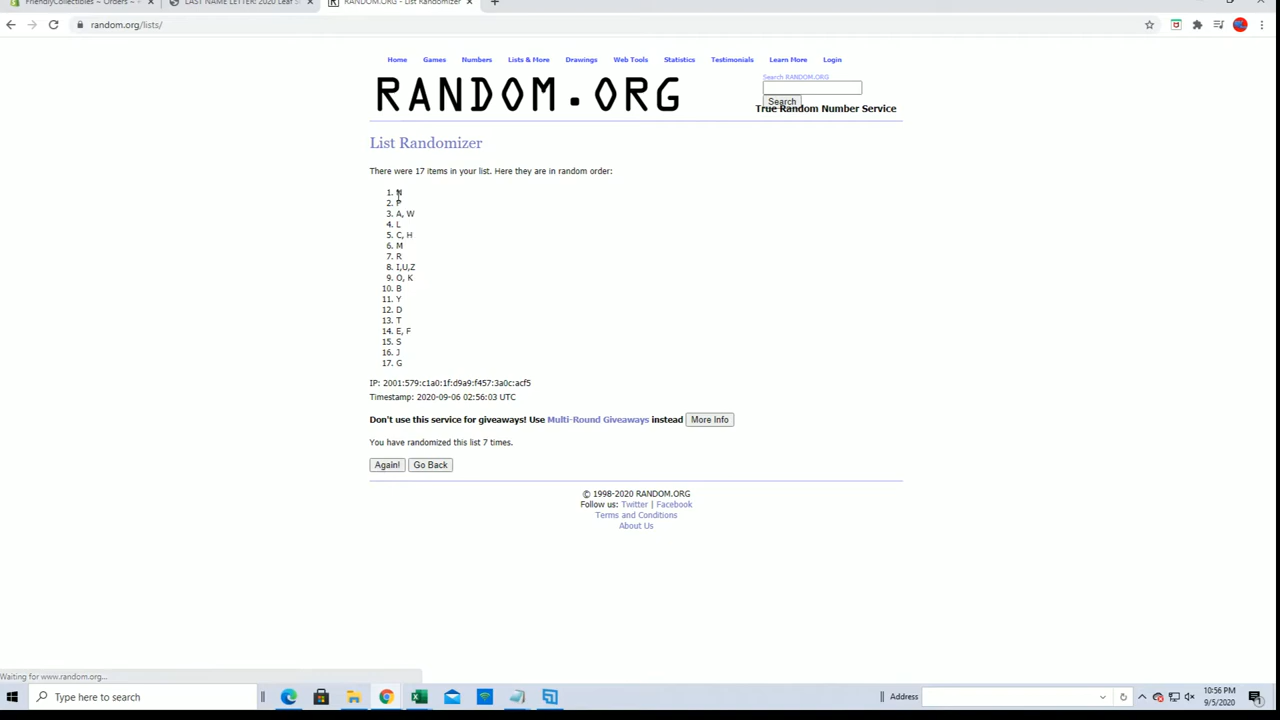 FriendlyCollectibles ~ Orders ~
LAST NAME LETTER! 2020 Leaf
RANDOM.ORG - List Randomizer
random.org/lists/
Home Games Numbers Lists & More Drawings Web Tools Statistics Testimonials Learn More Login
Search RANDOM.ORG
RANDOM.ORG
Search
True Random Number Service
List Randomizer
There were 17 items in your list. Here they are in random order:
1. N
2. P
3. A, W
4. L
5. C, H
6. M
7. R
8. I,U,Z
9. O, K
10. B
11. Y
12. D
13. T
14. E, F
15. S
16. J
17. G
IP: 2001:579:c1a0:1f:d9a9:f457:3a0c:acf5
Timestamp: 2020-09-06 02:56:03 UTC
Don't use this service for giveaways! Use Multi-Round Giveaways instead More Info
You have randomized this list 7 times.
Again! Go Back
© 1998-2020 RANDOM.ORG
Follow us: Twitter | Facebook
Terms and Conditions
About Us
Waiting for www.random.org...
Type here to search
Address
10:56 PM
9/5/2020